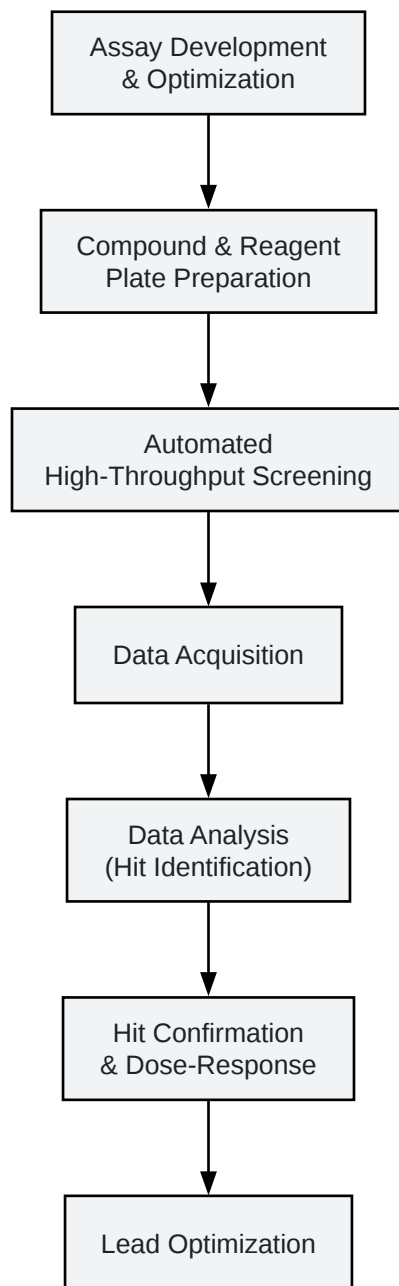 Assay Development
& Optimization
Compound & Reagent
Plate Preparation
Automated
High-Throughput Screening
Data Acquisition
Data Analysis
(Hit Identification)
Hit Confirmation
& Dose-Response
Lead Optimization